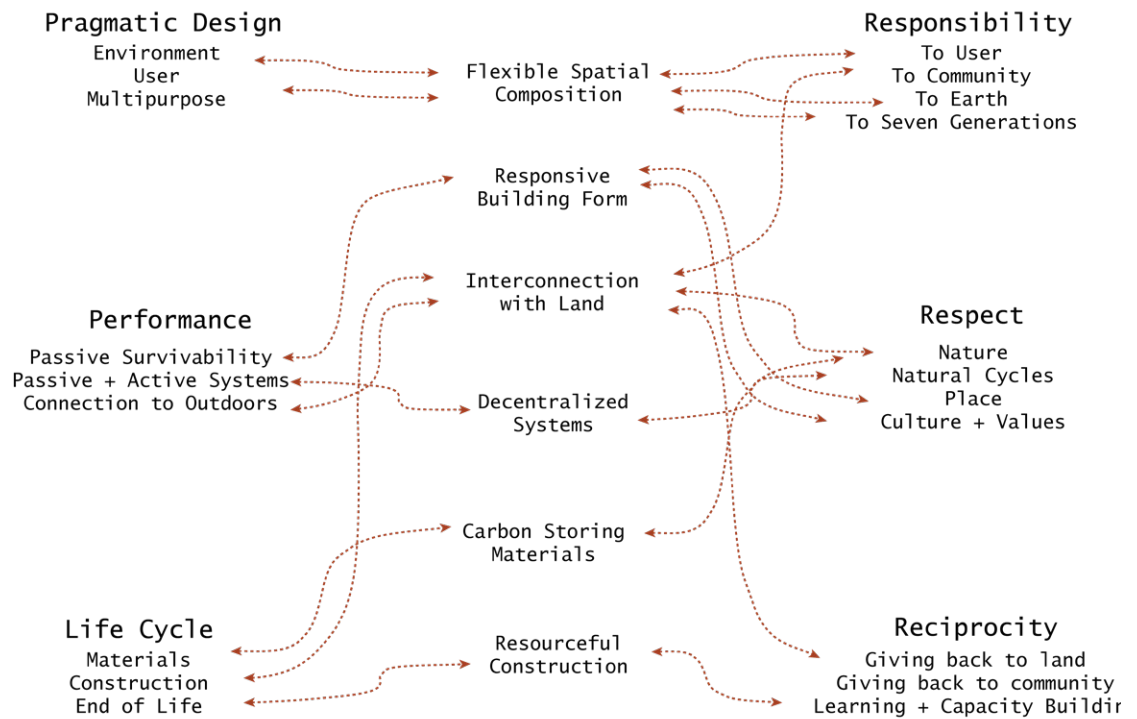 Pragmatic Design
Environment
User
Multipurpose
Performance
Passive Survivability
Passive + Active Systems
Connection to Outdoors
Life Cycle
Materials
Construction
End of Life
Flexible Spatial
Composition
Responsive
Building Form
Interconnection
with Land
Decentralized
Systems
Carbon Storing
Materials
Resourceful
Construction
Responsibility
To User
To Community
To Earth
To Seven Generations
Respect
Nature
Natural Cycles
Place
Culture + Values
Reciprocity
Giving back to land
Giving back to community
Learning + Capacity Buildin